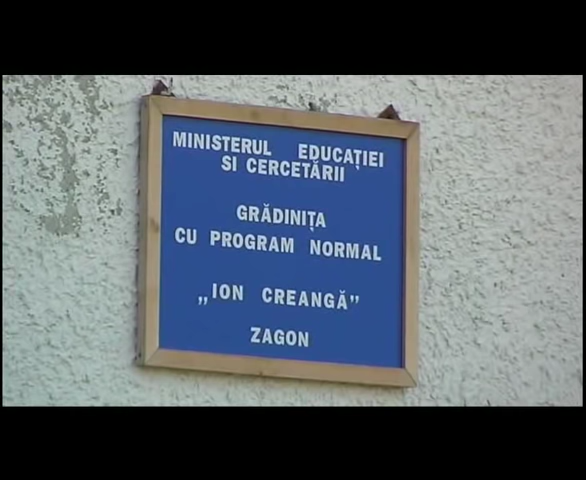 MINISTERUL EDUCAȚIEI
SI CERCETĂRII
GRĂDINIȚA
CU PROGRAM NORMAL
„ION CREANGĂ”
ZAGON